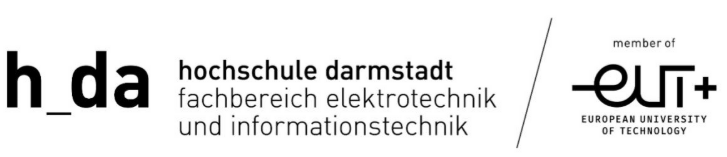 h_da
hochschule darmstadt
fachbereich elektrotechnik
und informationstechnik
member of
eut+
EUROPEAN UNIVERSITY
OF TECHNOLOGY